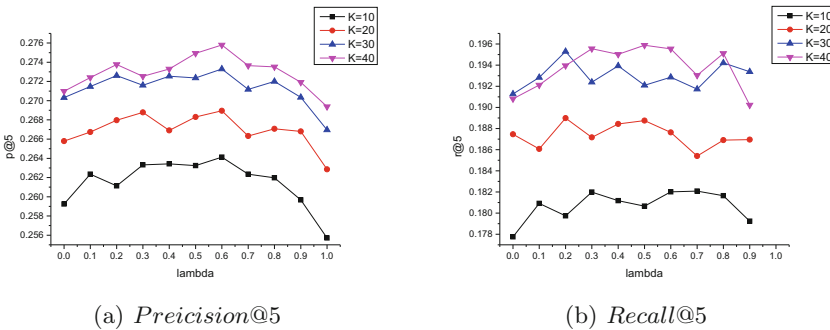 K=10
K=20
K=30
K=40
0.276
0.274
0.272
0.270
0.268
0.266
0.264
0.262
0.260
0.258
0.256
p@5
0.0 0.1 0.2 0.3 0.4 0.5 0.6 0.7 0.8 0.9 1.0
lambda
(a) Preicision@5
K=10
K=20
K=30
K=40
0.196
0.194
0.192
0.190
0.188
0.186
0.184
0.182
0.180
0.178
r@5
0.0 0.1 0.2 0.3 0.4 0.5 0.6 0.7 0.8 0.9 1.0
lambda
(b) Recall@5